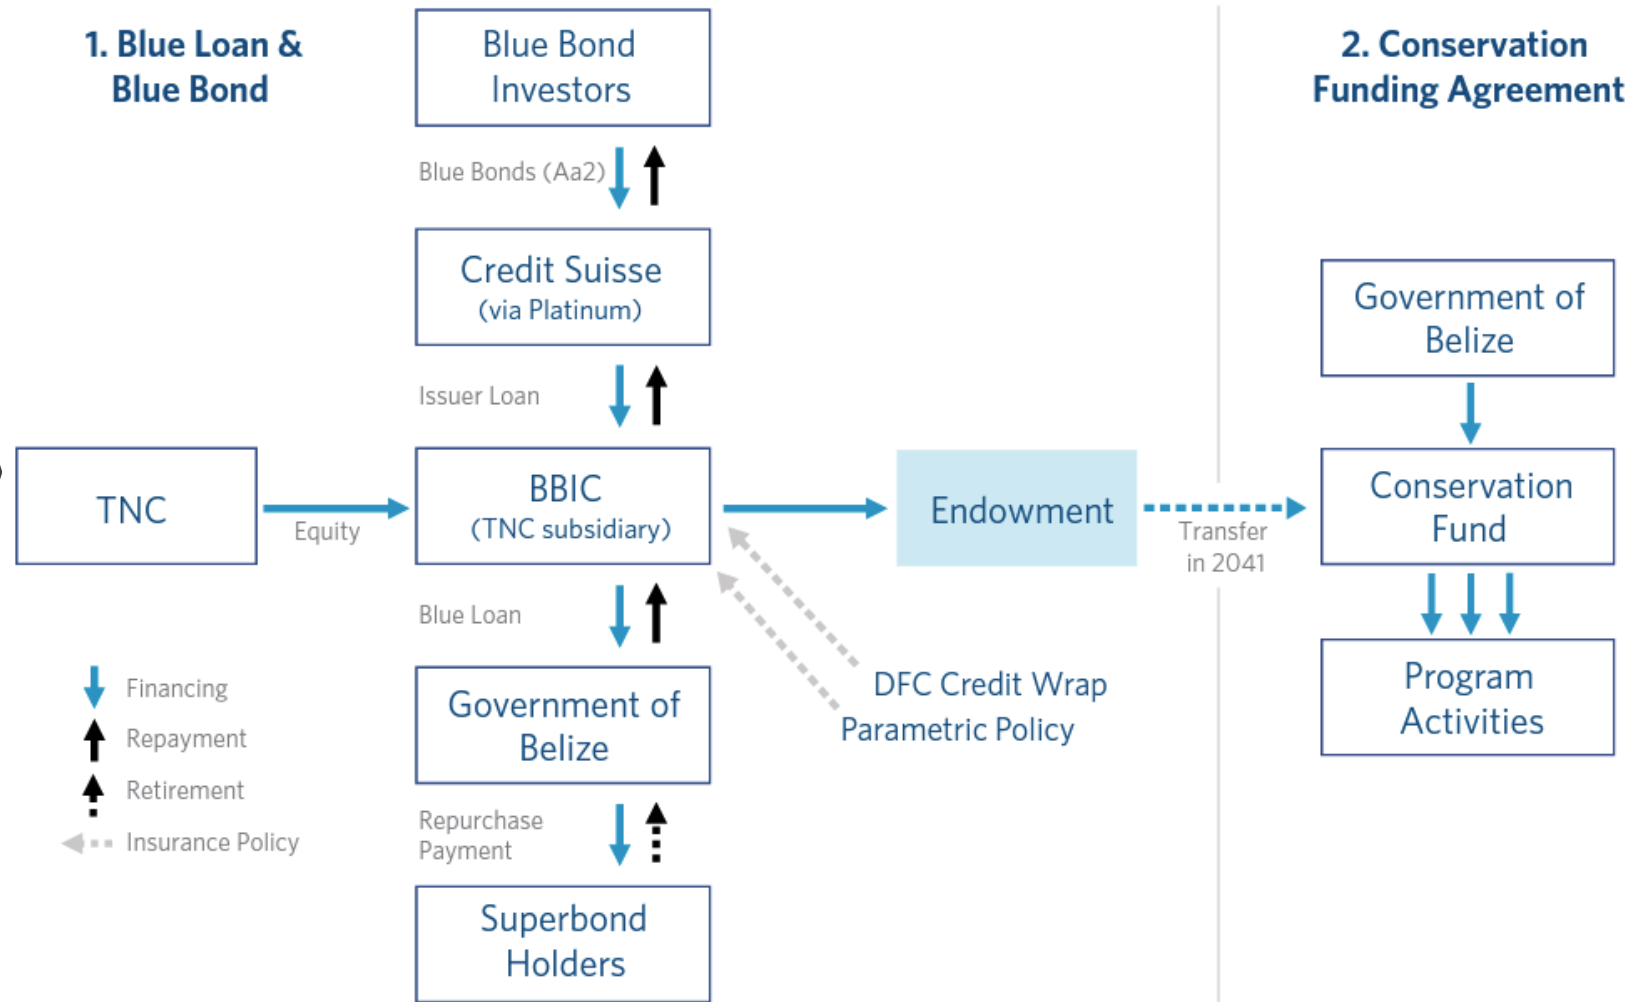 1. Blue Loan &
Blue Bond
Blue Bond
Investors
2. Conservation
Funding Agreement
Blue Bonds (Aa2)
Credit Suisse
(via Platinum)
Government of
Belize
Issuer Loan
TNC
Equity
BBIC
(TNC subsidiary)
Endowment
Transfer
in 2041
Conservation
Fund
Blue Loan
DFC Credit Wrap
Parametric Policy
Program
Activities
Government of
Belize
Financing
Repayment
Retirement
Insurance Policy
Repurchase
Payment
Superbond
Holders